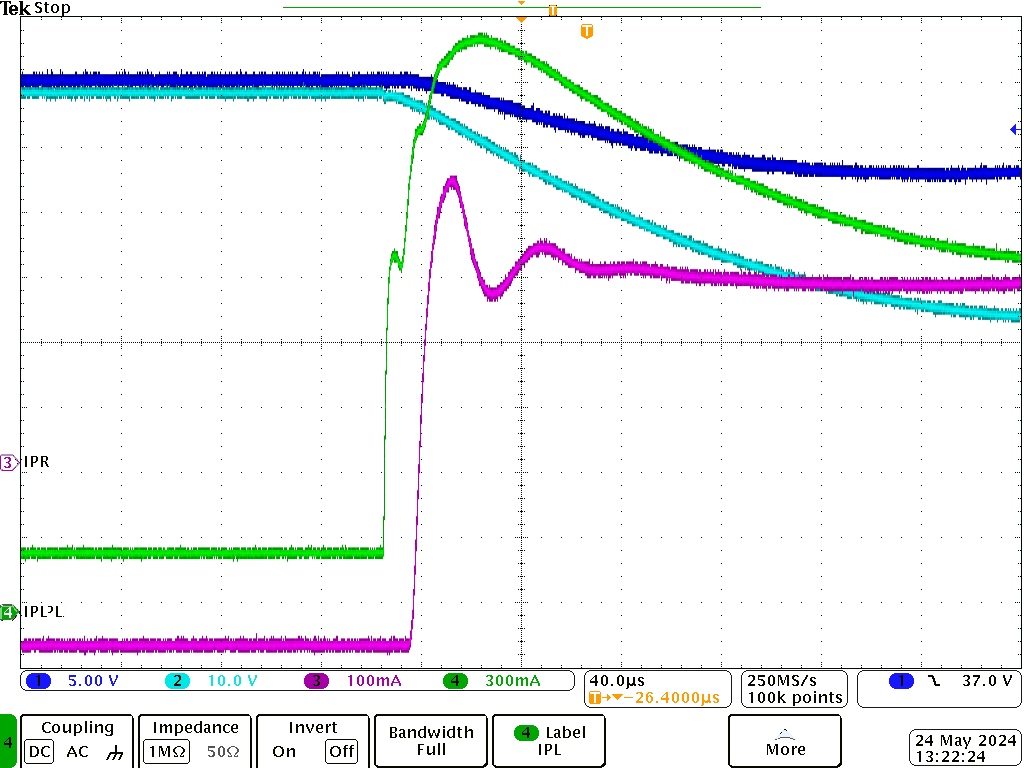 Tek Stop
T
T
3 IPR
4 IPL²L
1 5.00 V 2 10.0 V 3 100mA 4 300mA
40.0µs
T→▼−26.4000µs
250MS/s
100k points
1 37.0 V
4
Coupling
DC AC
Impedance
1MΩ 50Ω
Invert
On Off
Bandwidth
Full
4 Label
IPL
More
24 May 2024
13:22:24